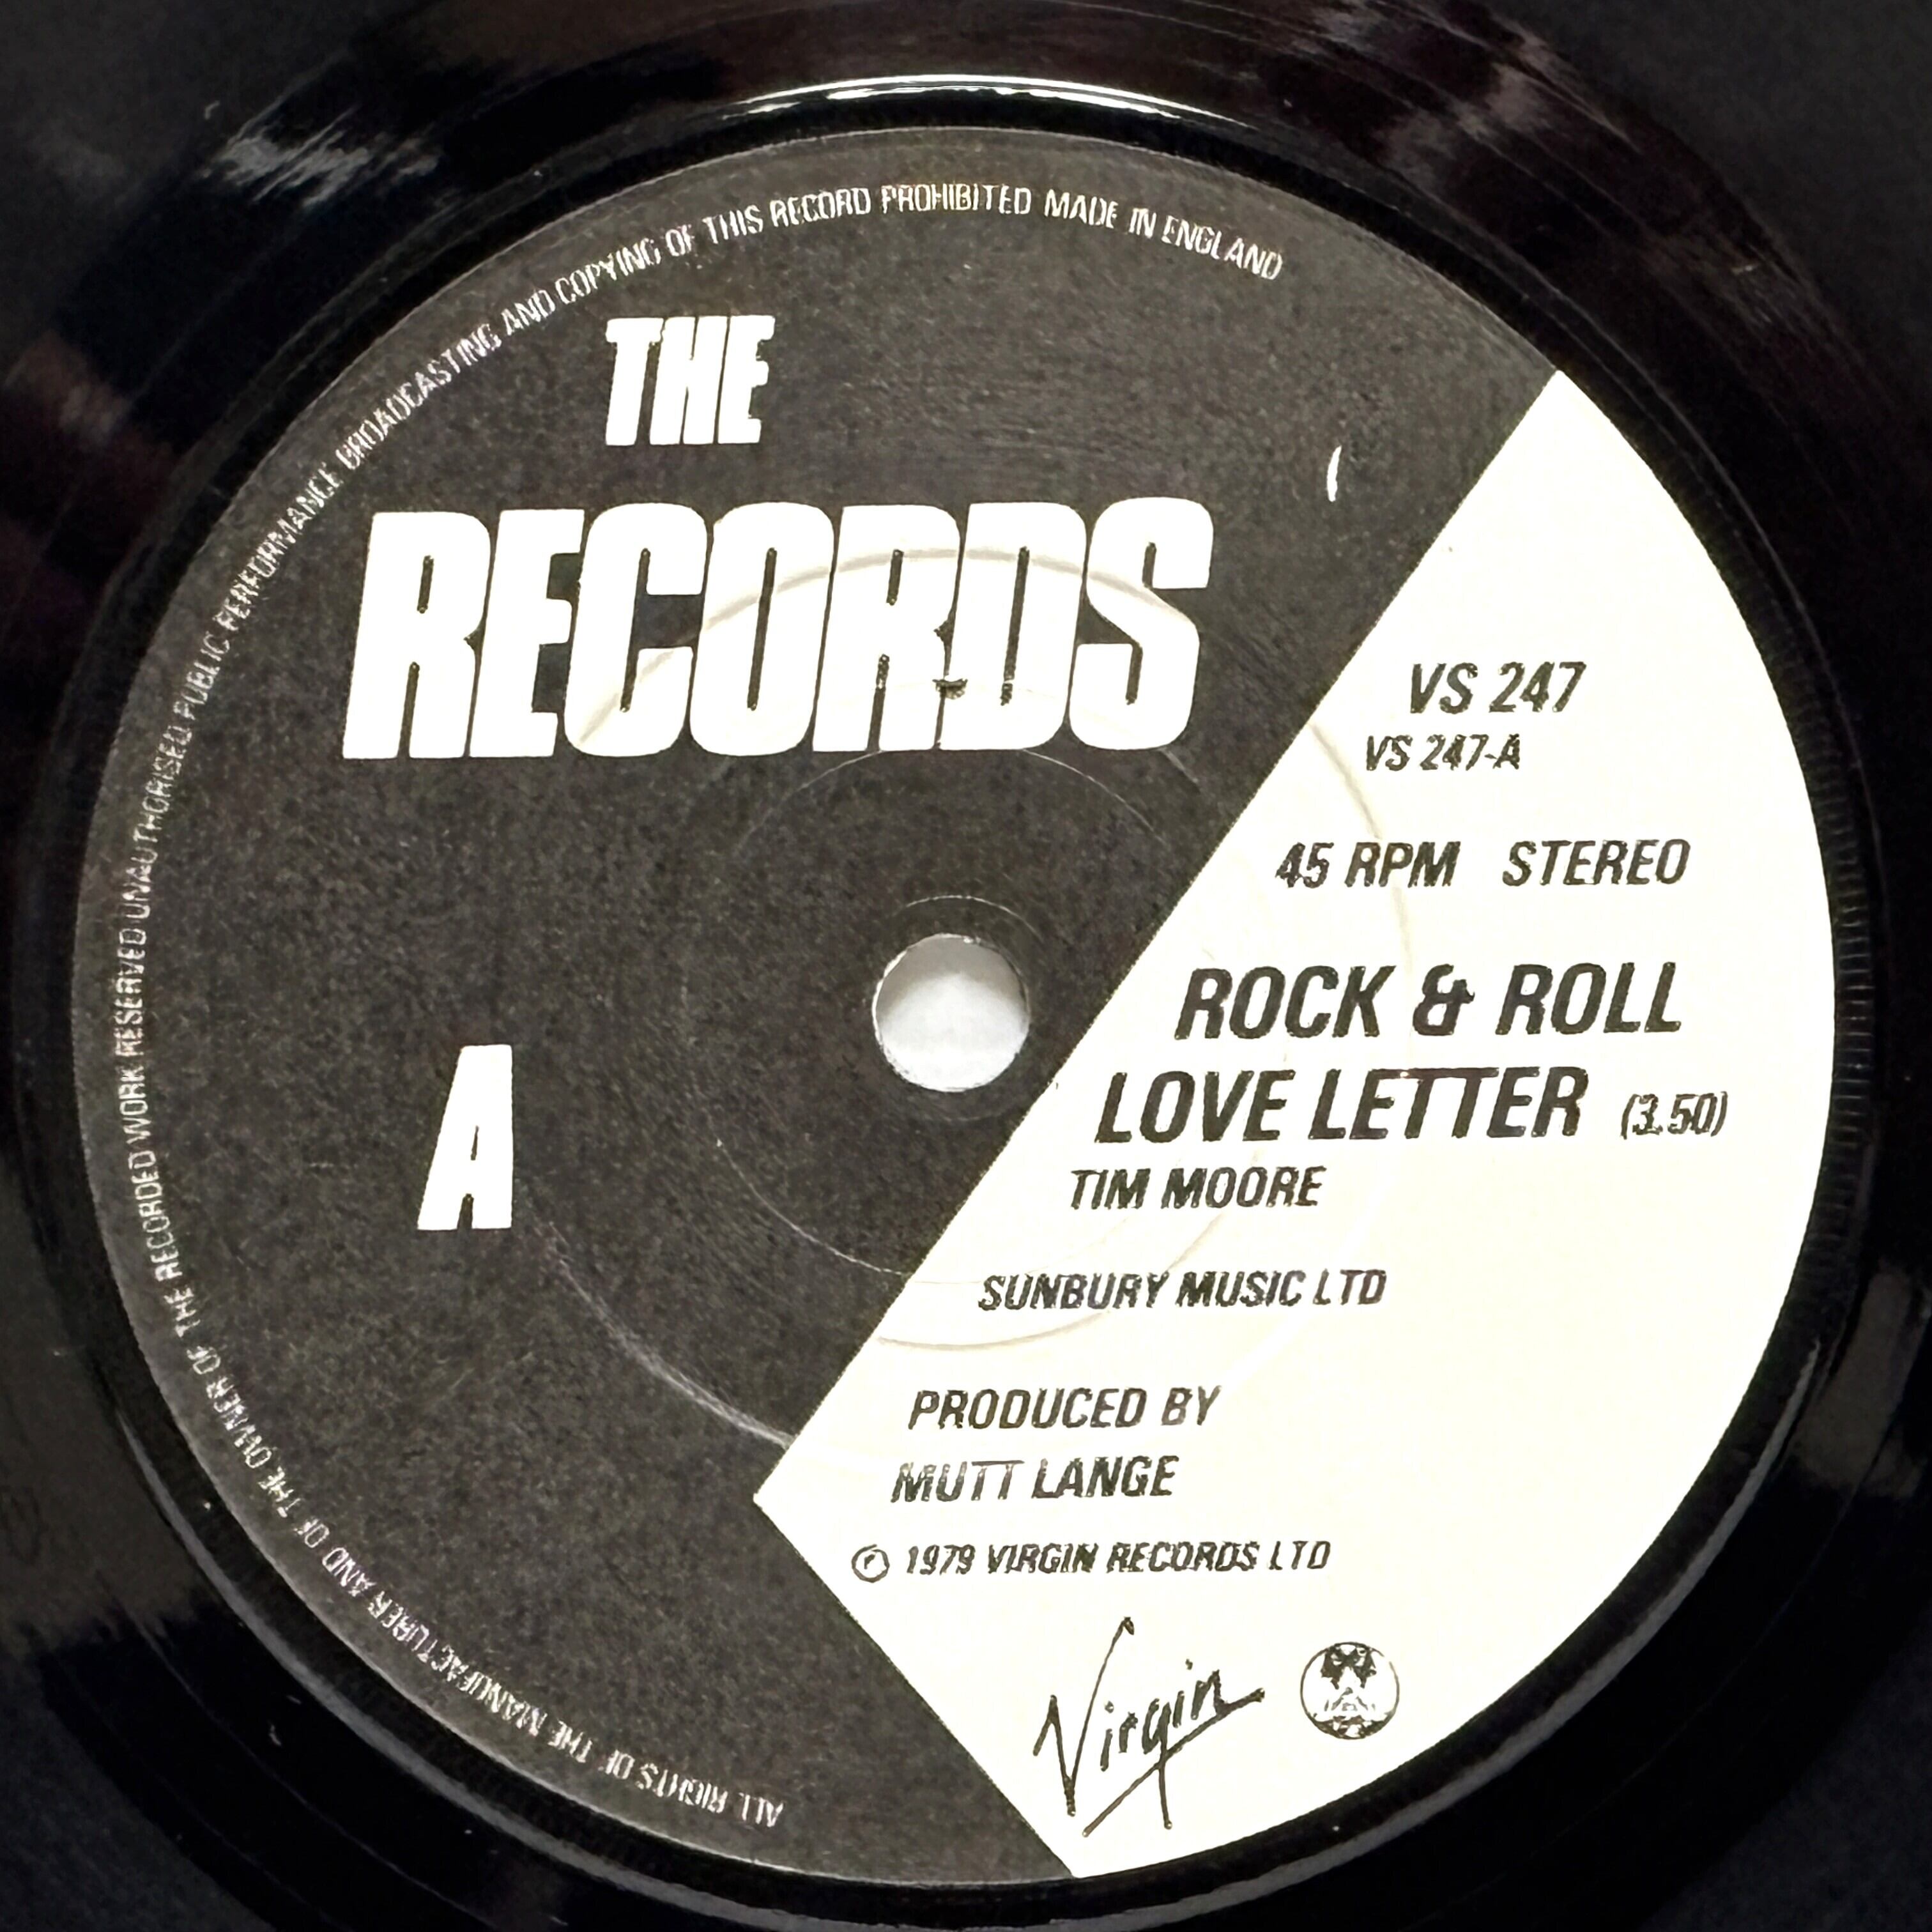 ALL RIGHTS OF THE MANUFACTURER AND OF THE OWNER OF THE RECORDED WORK RESERVED UNAUTHORISED PUBLIC PERFORMANCE BROADCASTING AND COPYING OF THIS RECORD PROHIBITED MADE IN ENGLAND
THE
RECORDS
A
VS 247
VS 247-A
45 RPM STEREO
ROCK & ROLL
LOVE LETTER (3.50)
TIM MOORE
SUNBURY MUSIC LTD
PRODUCED BY
MUTT LANGE
Ⓟ 1979 VIRGIN RECORDS LTD
Virgin